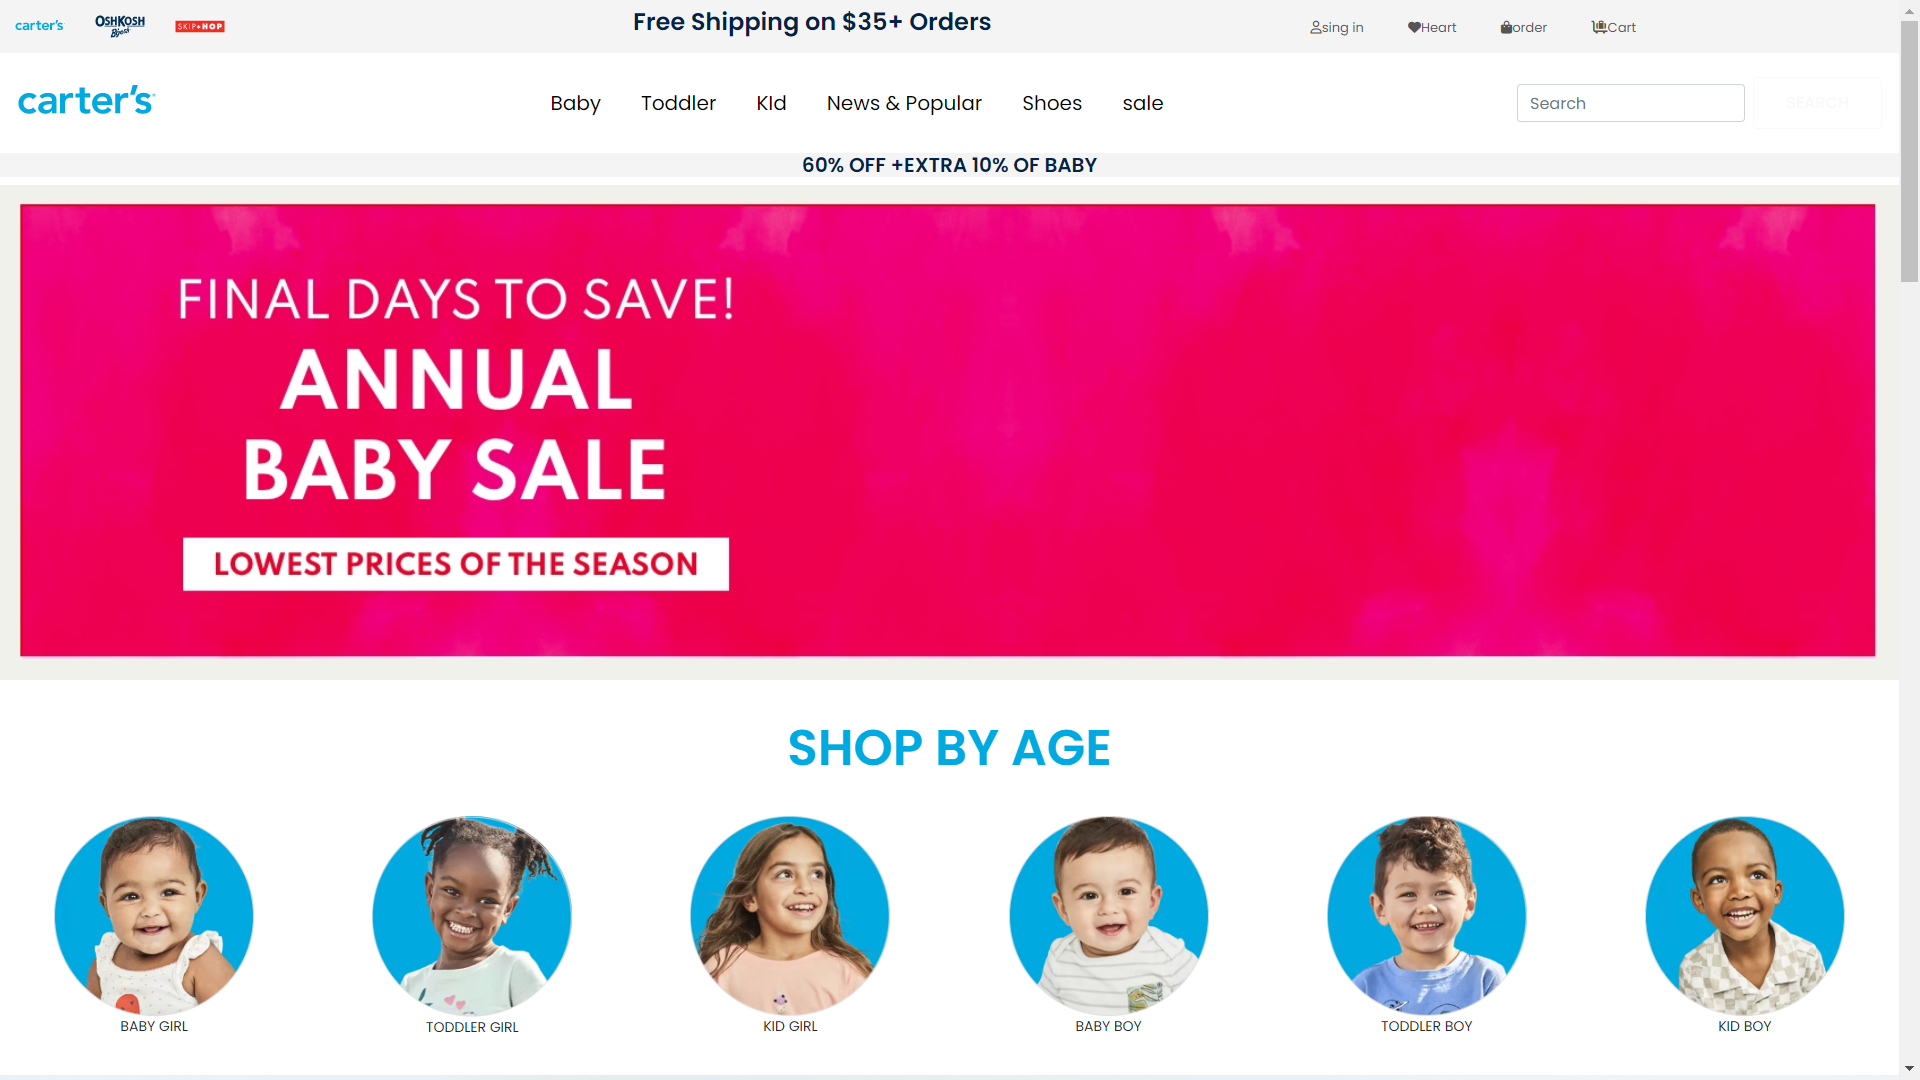 carter's
OSHKOSH
B'gosh
SKIP★HOP
Free Shipping on $35+ Orders
sing in
Heart
order
Cart
carter's
Baby
Toddler
KId
News & Popular
Shoes
sale
Search
SEARCH
60% OFF +EXTRA 10% OF BABY
FINAL DAYS TO SAVE!
ANNUAL
BABY SALE
LOWEST PRICES OF THE SEASON
SHOP BY AGE
BABY GIRL
TODDLER GIRL
KID GIRL
BABY BOY
TODDLER BOY
KID BOY